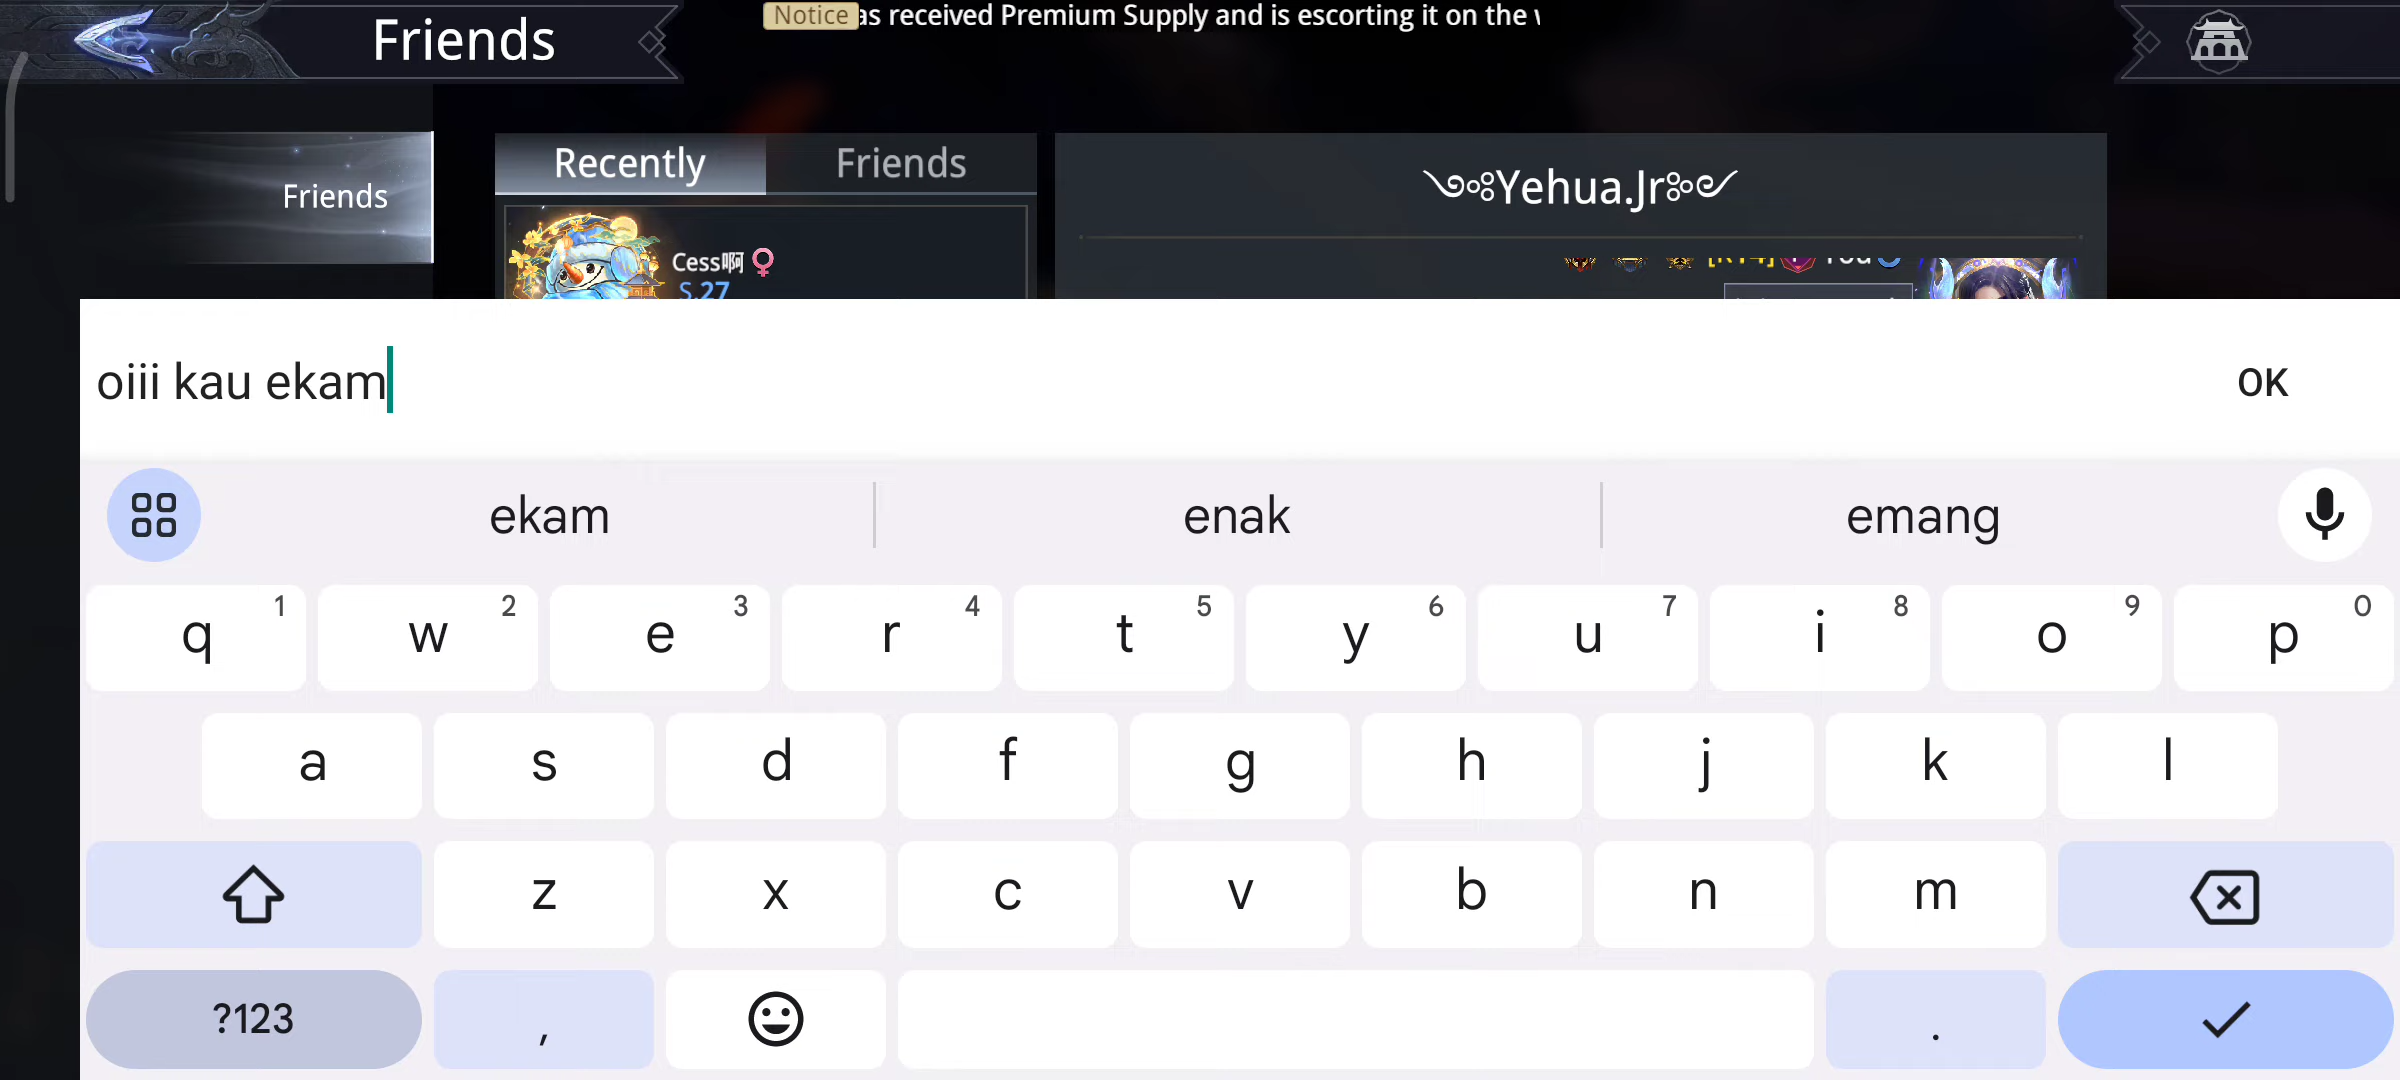 Friends
Notice as received Premium Supply and is escorting it on the
Friends
Recently
Friends
Yehua.Jr
Cess啊
S.27
You
oiii kau ekam
OK
ekam
enak
emang
q 1
w 2
e 3
r 4
t 5
y 6
u 7
i 8
o 9
p 0
a
s
d
f
g
h
j
k
l
z
x
c
v
b
n
m
?123
,
.